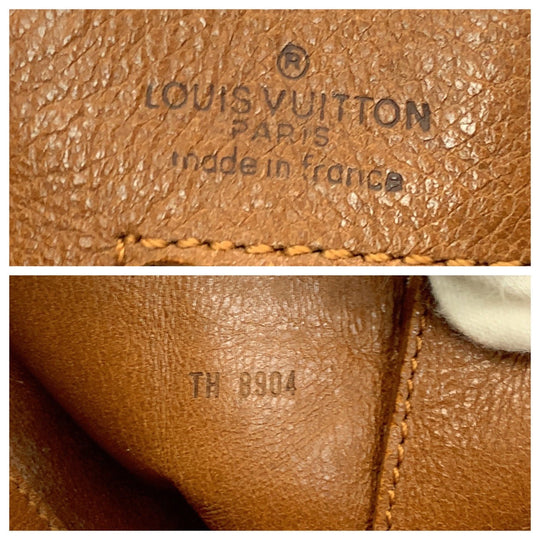 ®
LOUIS VUITTON
PARIS
made in france
TH 8904